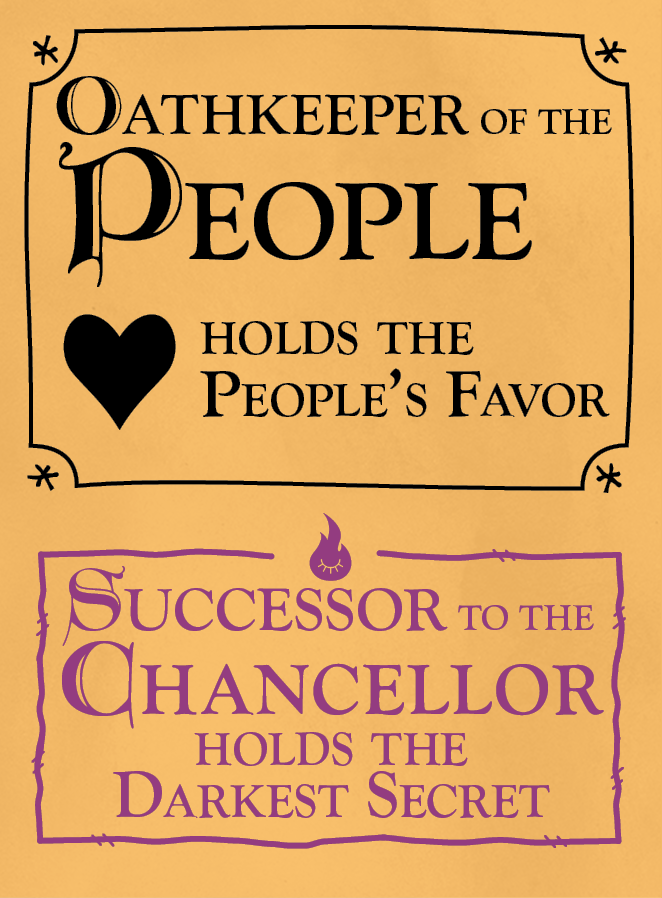 Oathkeeper of the
People
holds the
People's Favor
Successor to the
Chancellor
holds the
Darkest Secret